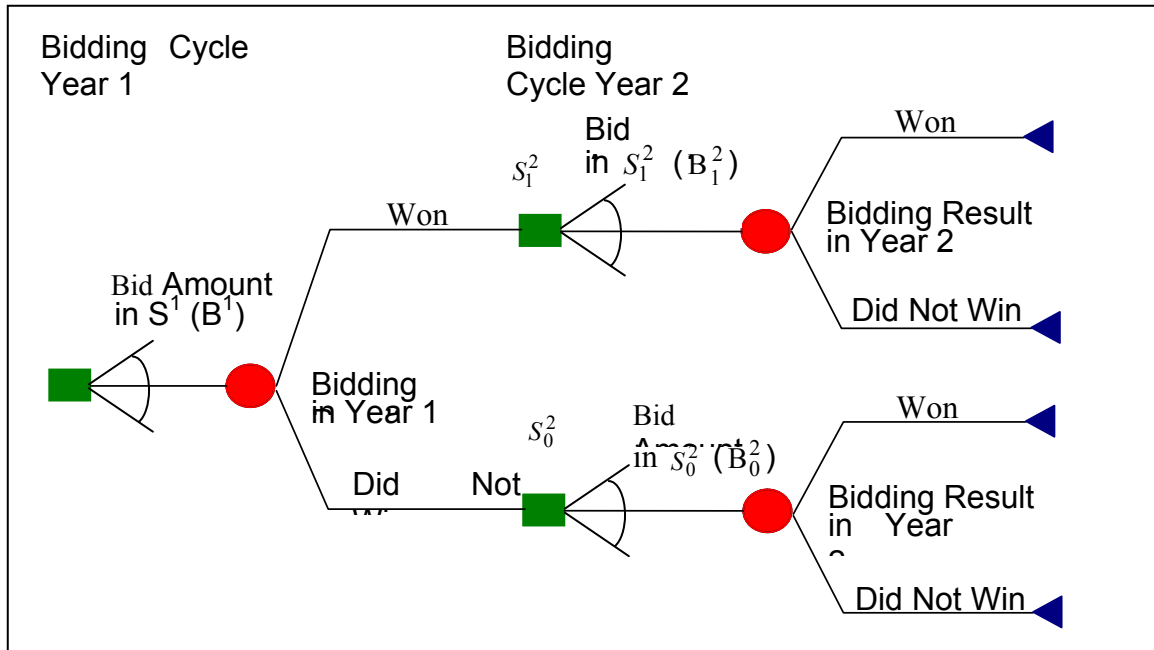 Bidding Cycle
Year 1
Bidding
Cycle Year 2
Bid Amount
in S¹ (B¹)
Bidding
in Year 1
Won
Did Not
S₁²
Bid
in S₁² (B₁²)
Won
Bidding Result
in Year 2
Did Not Win
S₀²
Bid
in S₀² (B₀²)
Won
Bidding Result
in Year
Did Not Win